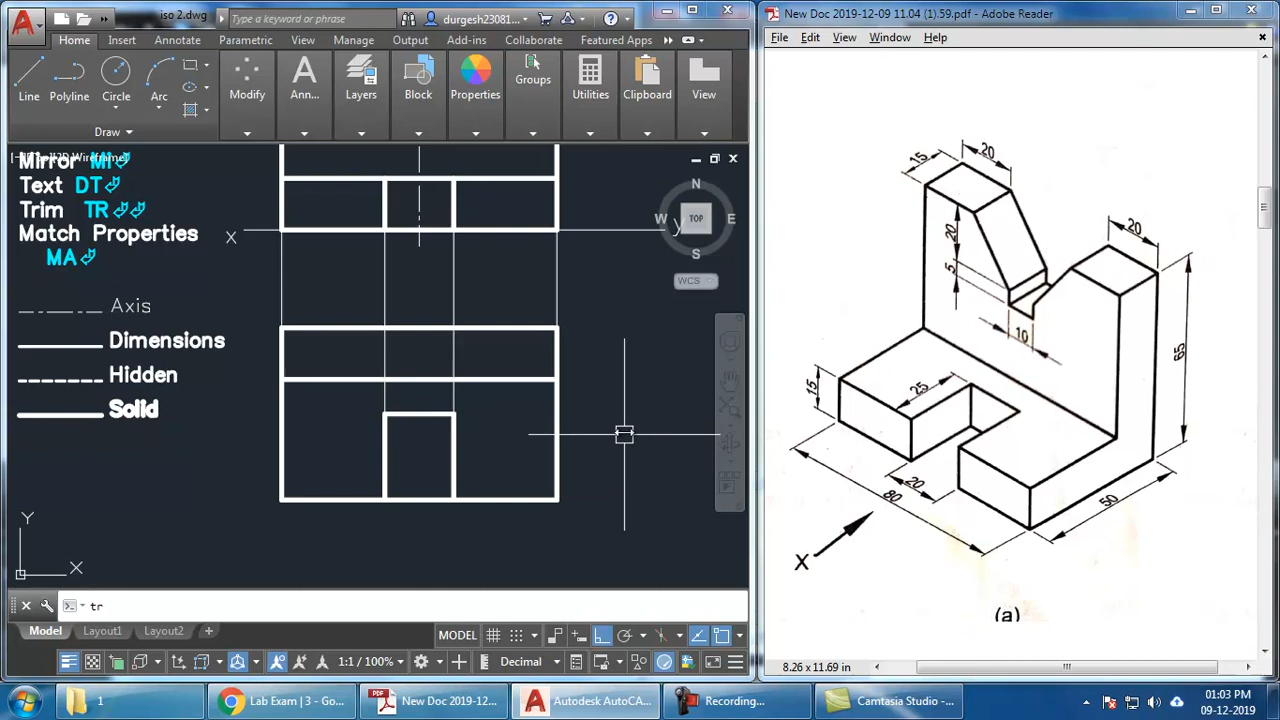 iso 2.dwg
Type a keyword or phrase
durgesh23081...
New Doc 2019-12-09 11.04 (1).59.pdf - Adobe Reader
Home Insert Annotate Parametric View Manage Output Add-ins Collaborate Featured Apps
File Edit View Window Help
Line Polyline Circle Arc
Modify Ann... Layers Block Properties Groups Utilities Clipboard View
Draw
Mirror MI
Text DT
Trim TR
Match Properties
MA
Axis
Dimensions
Hidden
Solid
X
y
N
W TOP E
S
WCS
Y
X
15
20
20
20
5
10
65
15
25
20
80
50
X
(a)
tr
Model Layout1 Layout2 +
MODEL
1:1 / 100%
Decimal
8.26 x 11.69 in
1
Lab Exam | 3 - Go...
New Doc 2019-12...
Autodesk AutoCA...
Recording...
Camtasia Studio -...
01:03 PM
09-12-2019